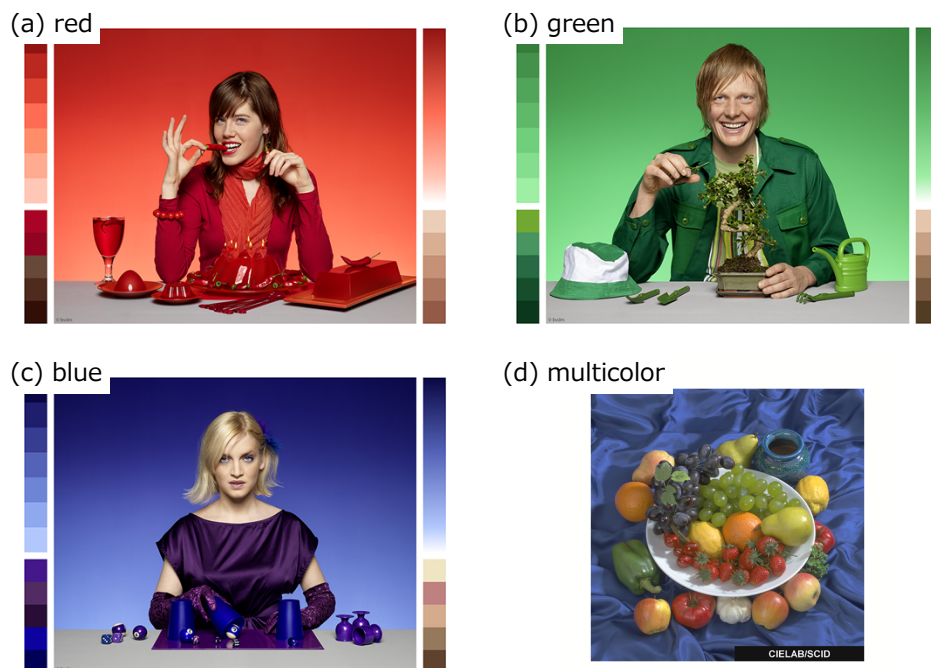 (a) red
(b) green
(c) blue
(d) multicolor
CIELAB/SCID